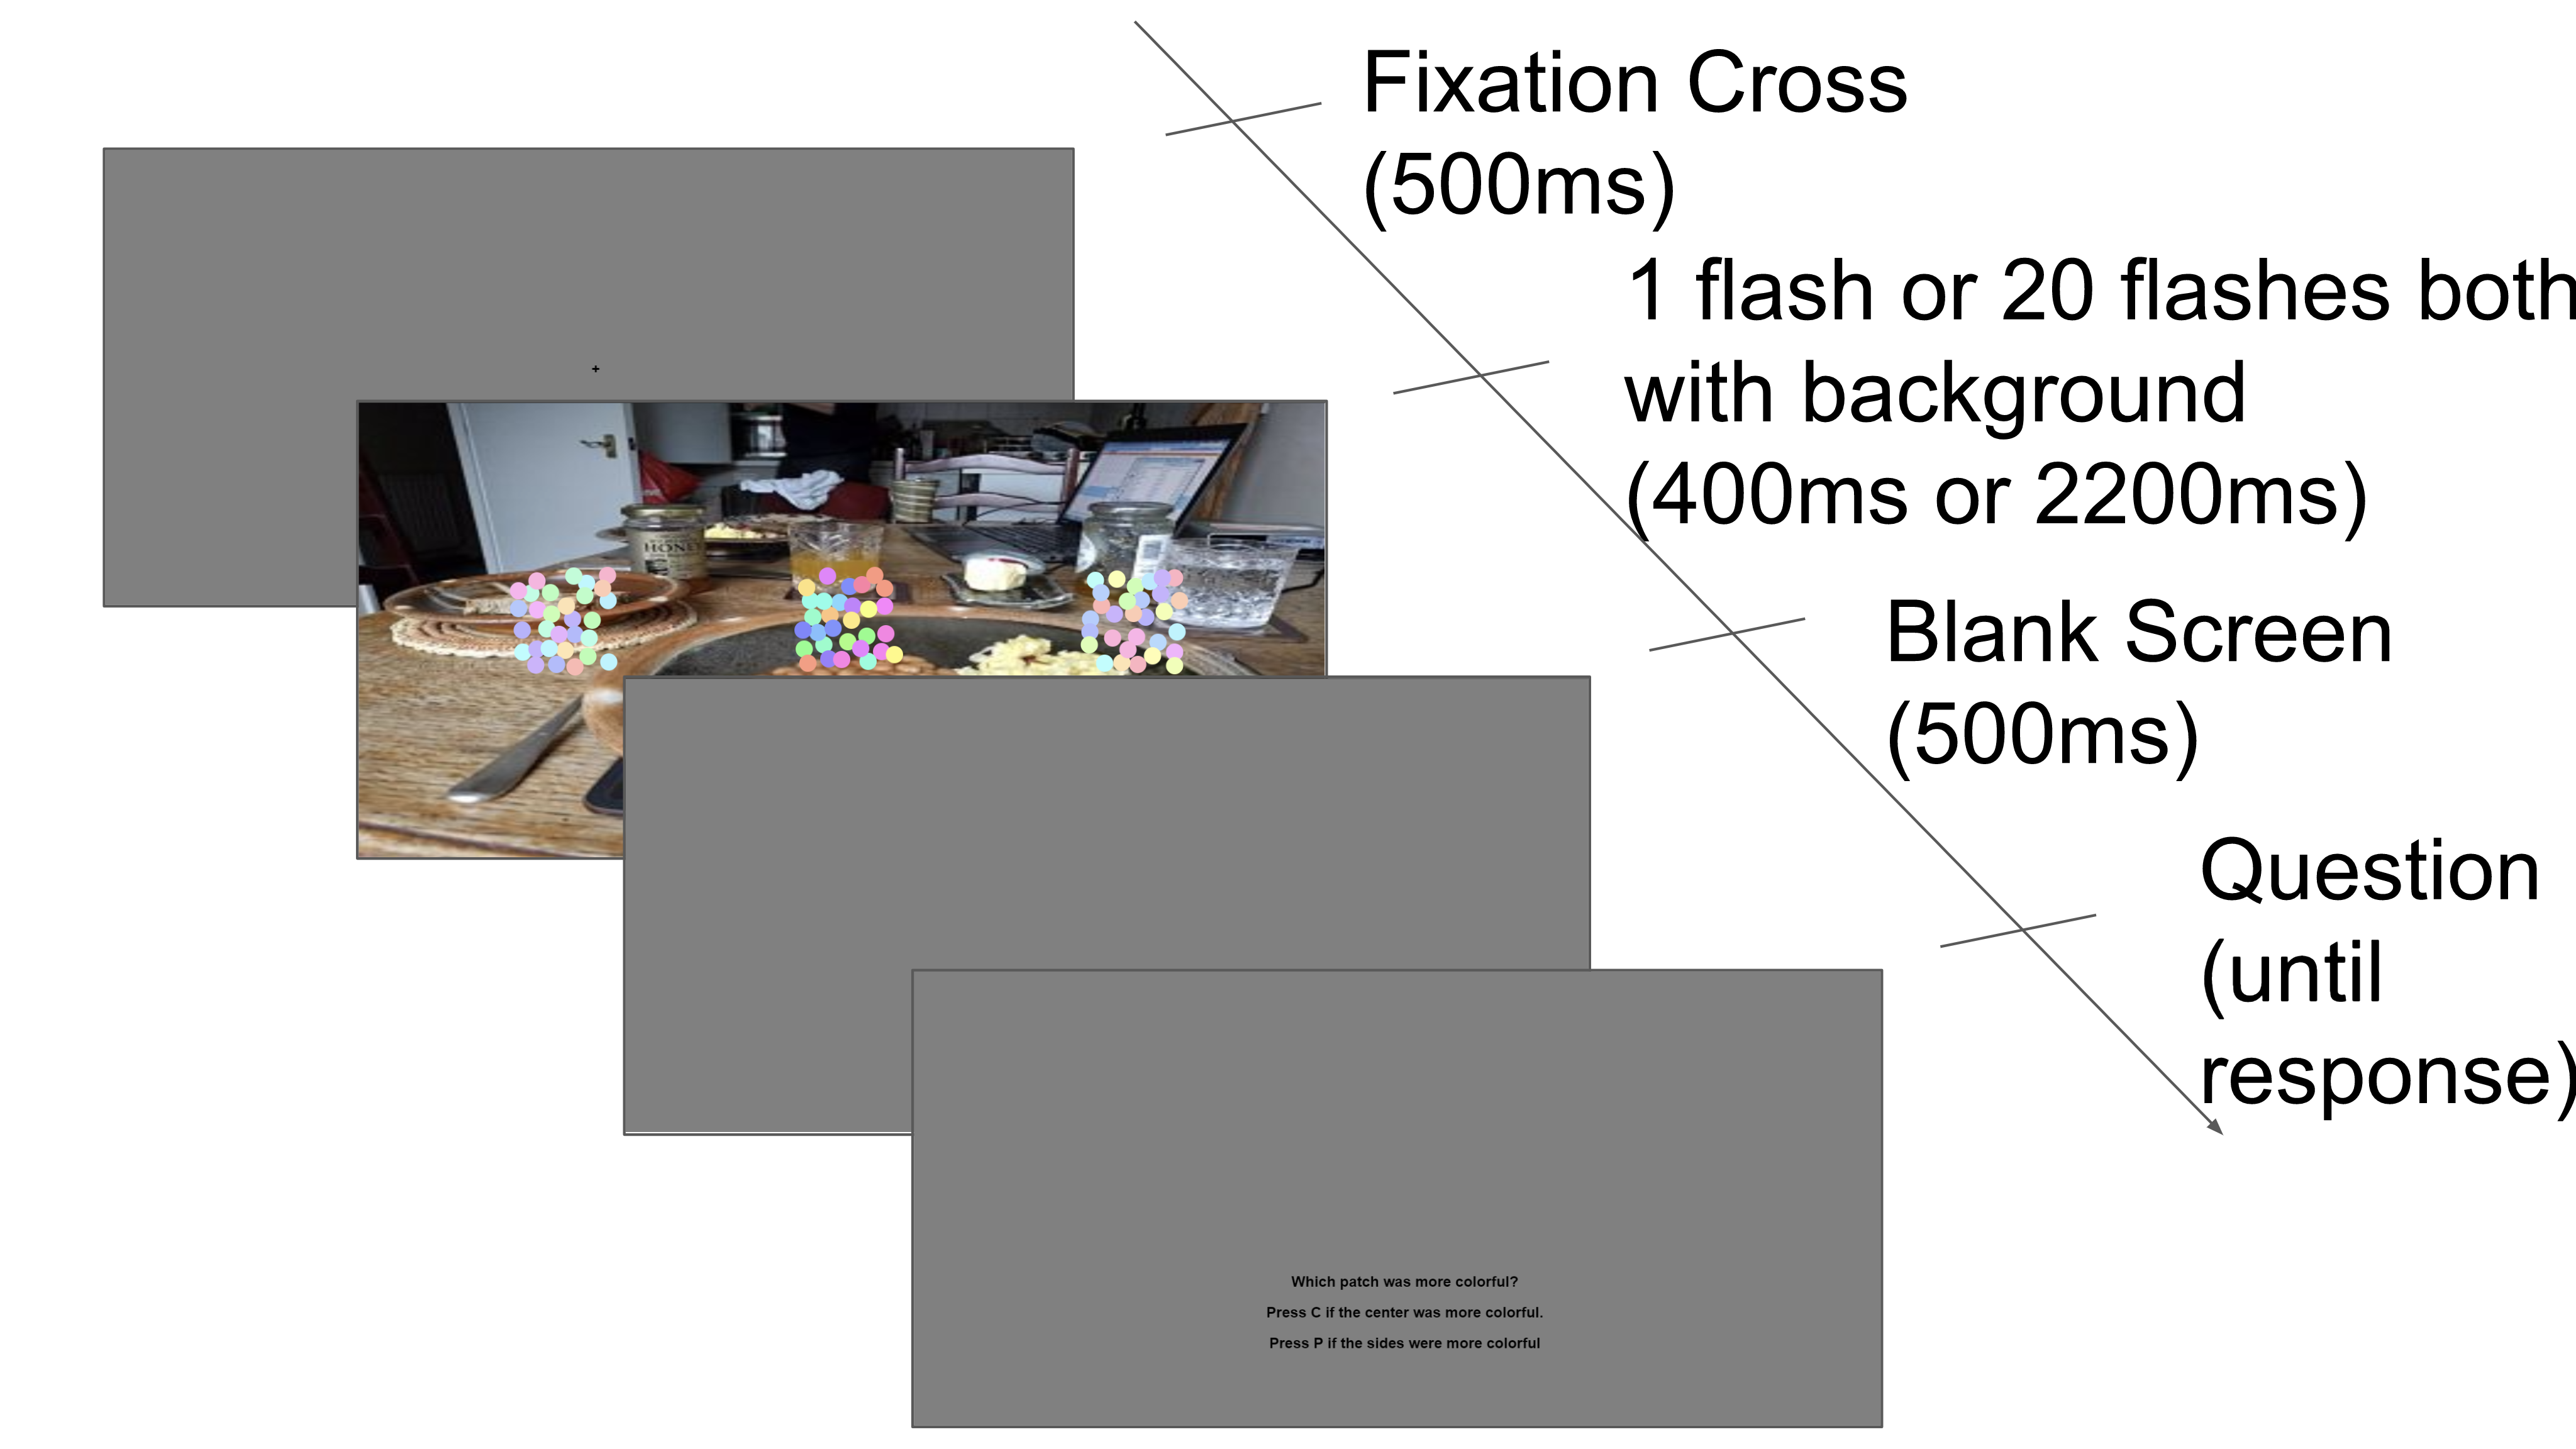 Fixation Cross
(500ms)
1 flash or 20 flashes both
with background
(400ms or 2200ms)
HONEY
Blank Screen
(500ms)
Question
(until
response)
Which patch was more colorful?
Press C if the center was more colorful.
Press P if the sides were more colorful